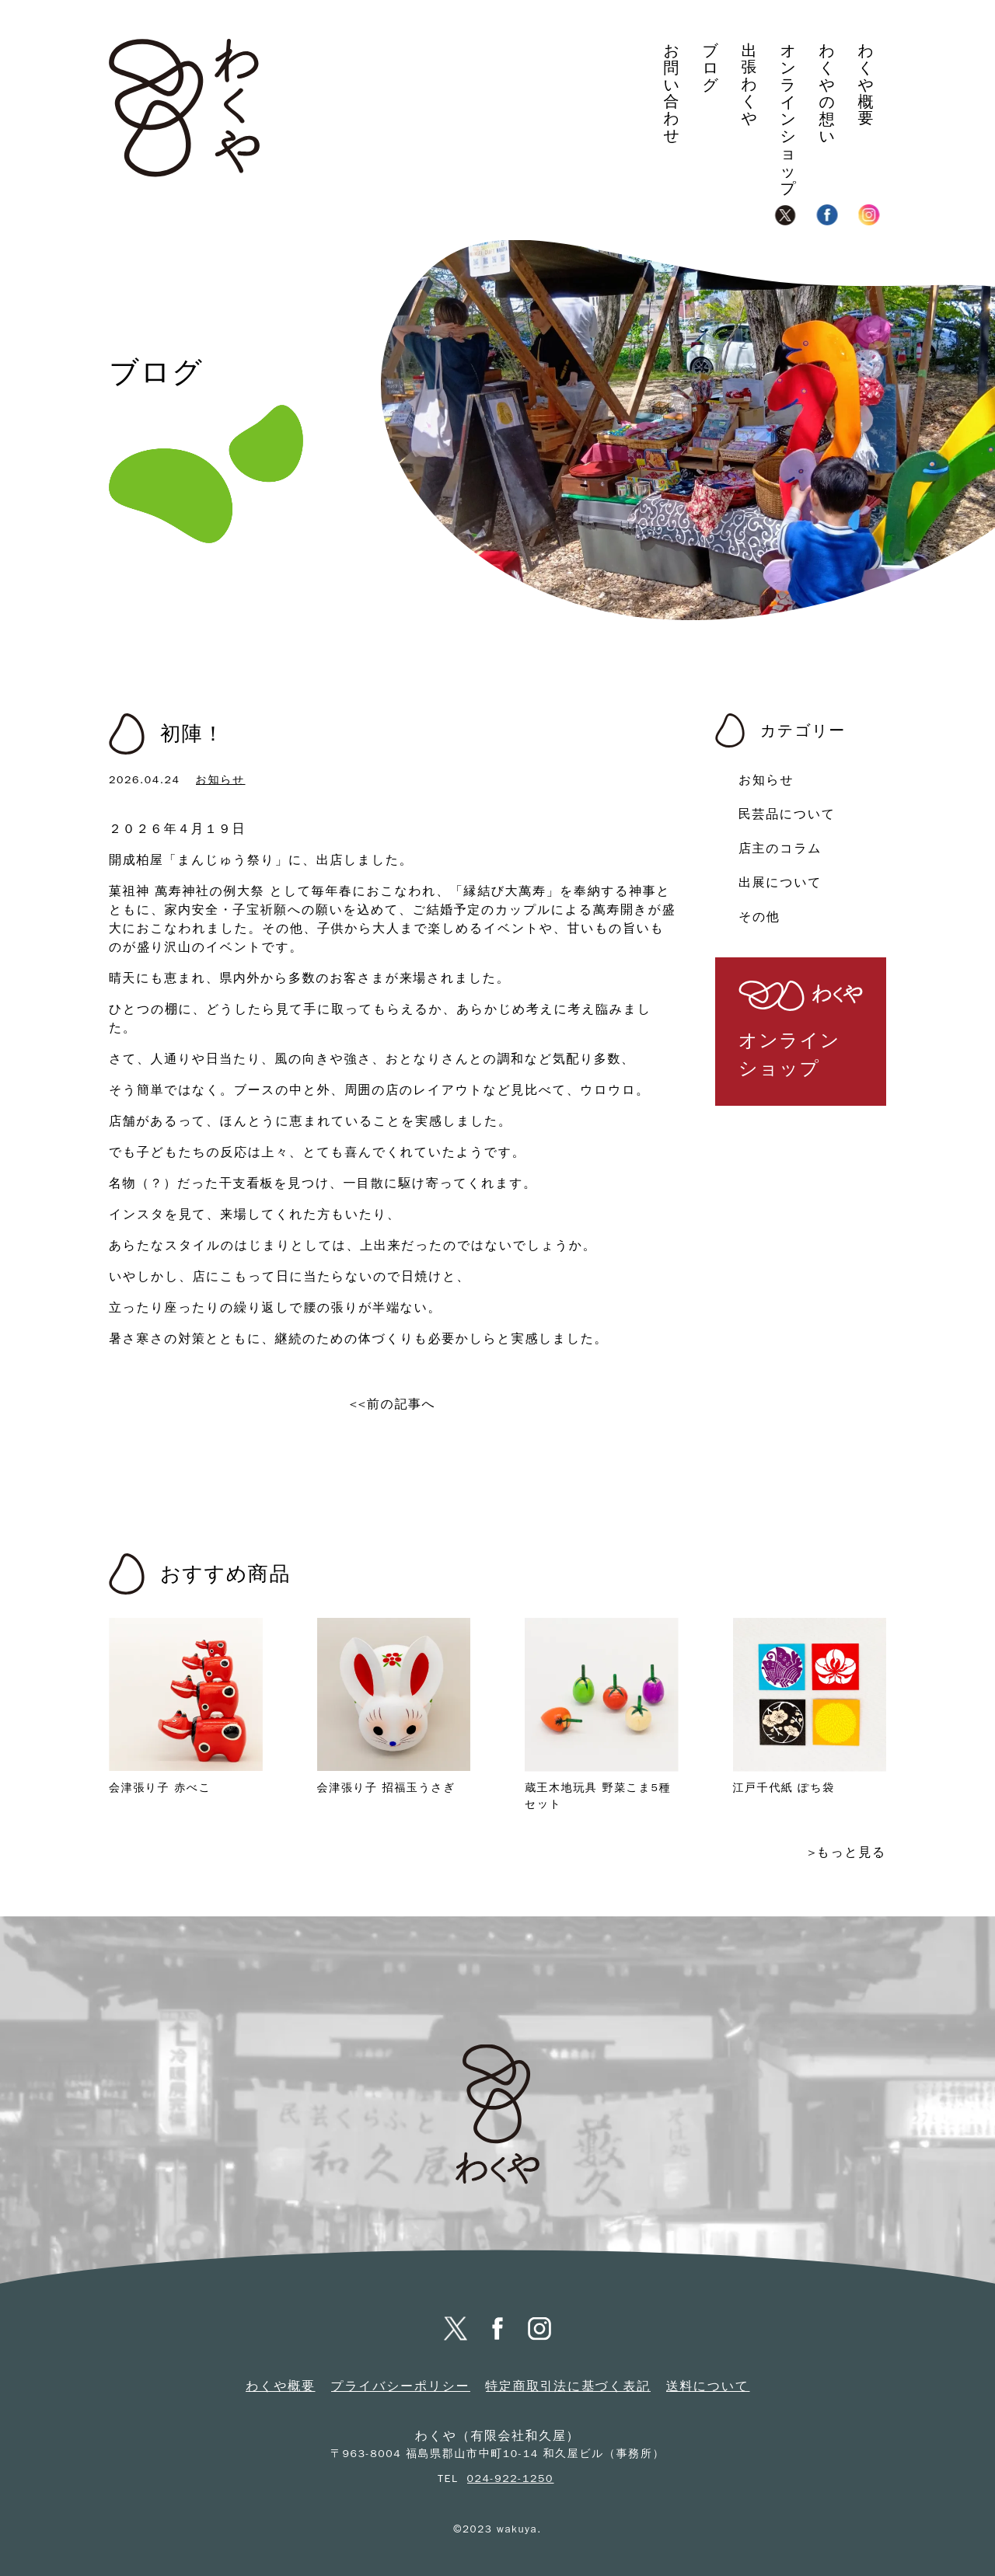 わくや
わくや概要
わくやの想い
オンラインショップ
出張わくや
ブログ
お問い合わせ
ブログ
初陣！
2026.04.24 お知らせ
２０２６年４月１９日
開成柏屋「まんじゅう祭り」に、出店しました。
菓祖神 萬寿神社の例大祭 として毎年春におこなわれ、「縁結び大萬寿」を奉納する神事と
ともに、家内安全・子宝祈願への願いを込めて、ご結婚予定のカップルによる萬寿開きが盛
大におこなわれました。その他、子供から大人まで楽しめるイベントや、甘いもの旨いも
のが盛り沢山のイベントです。
晴天にも恵まれ、県内外から多数のお客さまが来場されました。
ひとつの棚に、どうしたら見て手に取ってもらえるか、あらかじめ考えに考え臨みまし
た。
さて、人通りや日当たり、風の向きや強さ、おとなりさんとの調和など気配り多数、
そう簡単ではなく。ブースの中と外、周囲の店のレイアウトなど見比べて、ウロウロ。
店舗があるって、ほんとうに恵まれていることを実感しました。
でも子どもたちの反応は上々、とても喜んでくれていたようです。
名物（？）だった干支看板を見つけ、一目散に駆け寄ってくれます。
インスタを見て、来場してくれた方もいたり、
あらたなスタイルのはじまりとしては、上出来だったのではないでしょうか。
いやしかし、店にこもって日に当たらないので日焼けと、
立ったり座ったりの繰り返しで腰の張りが半端ない。
暑さ寒さの対策とともに、継続のための体づくりも必要かしらと実感しました。
<<前の記事へ
カテゴリー
お知らせ
民芸品について
店主のコラム
出展について
その他
わくや
オンライン
ショップ
おすすめ商品
会津張り子 赤べこ
会津張り子 招福玉うさぎ
蔵王木地玩具 野菜こま5種
セット
江戸千代紙 ぽち袋
>もっと見る
民芸くらふと
和久屋
藪久
わくや
わくや概要 プライバシーポリシー 特定商取引法に基づく表記 送料について
わくや（有限会社和久屋）
〒963-8004 福島県郡山市中町10-14 和久屋ビル（事務所）
TEL 024-922-1250
©2023 wakuya.